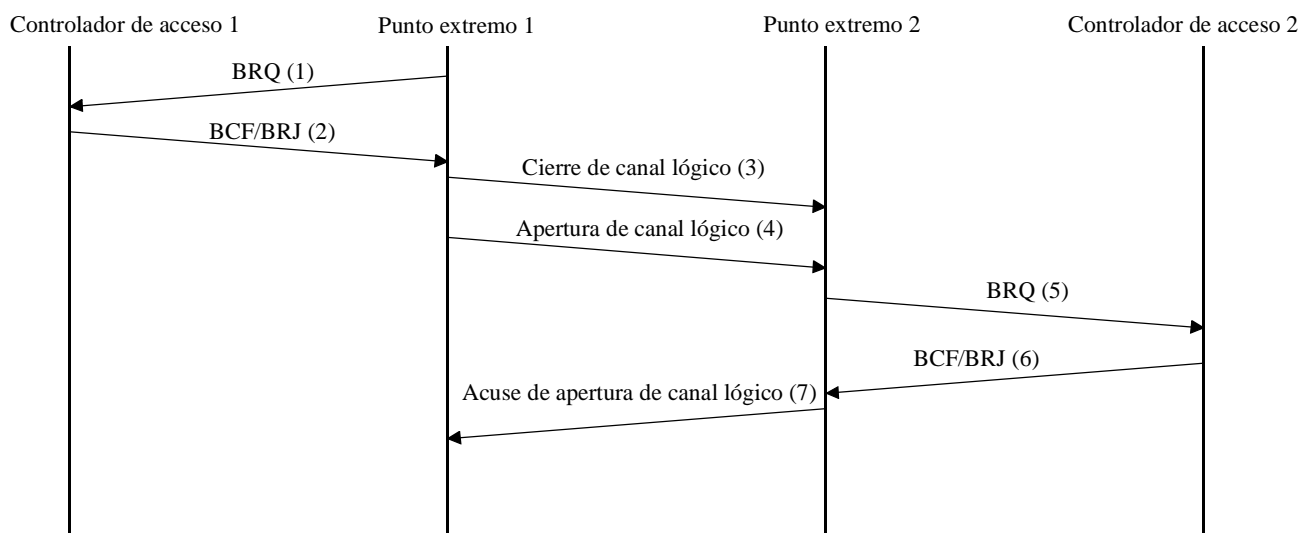 Controlador de acceso 1
Punto extremo 1
Punto extremo 2
Controlador de acceso 2
BRQ (1)
BCF/BRJ (2)
Cierre de canal lógico (3)
Apertura de canal lógico (4)
BRQ (5)
BCF/BRJ (6)
Acuse de apertura de canal lógico (7)